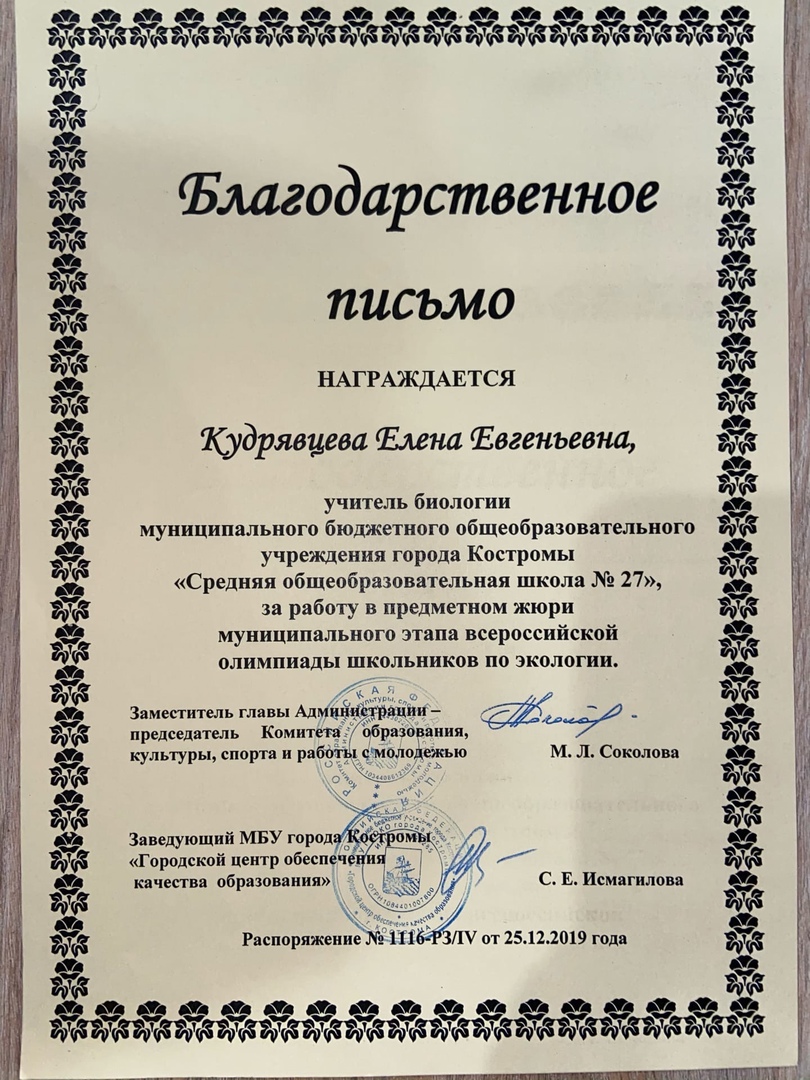 Благодарственное
письмо
НАГРАЖДАЕТСЯ
Кудрявцева Елена Евгеньевна,
учитель биологии
муниципального бюджетного общеобразовательного
учреждения города Костромы
«Средняя общеобразовательная школа № 27»,
за работу в предметном жюри
муниципального этапа всероссийской
олимпиады школьников по экологии.
Заместитель главы Администрации –
председатель Комитета образования,
культуры, спорта и работы с молодежью
М. Л. Соколова
Заведующий МБУ города Костромы
«Городской центр обеспечения
качества образования»
С. Е. Исмагилова
Распоряжение № 1116-РЗ/IV от 25.12.2019 года